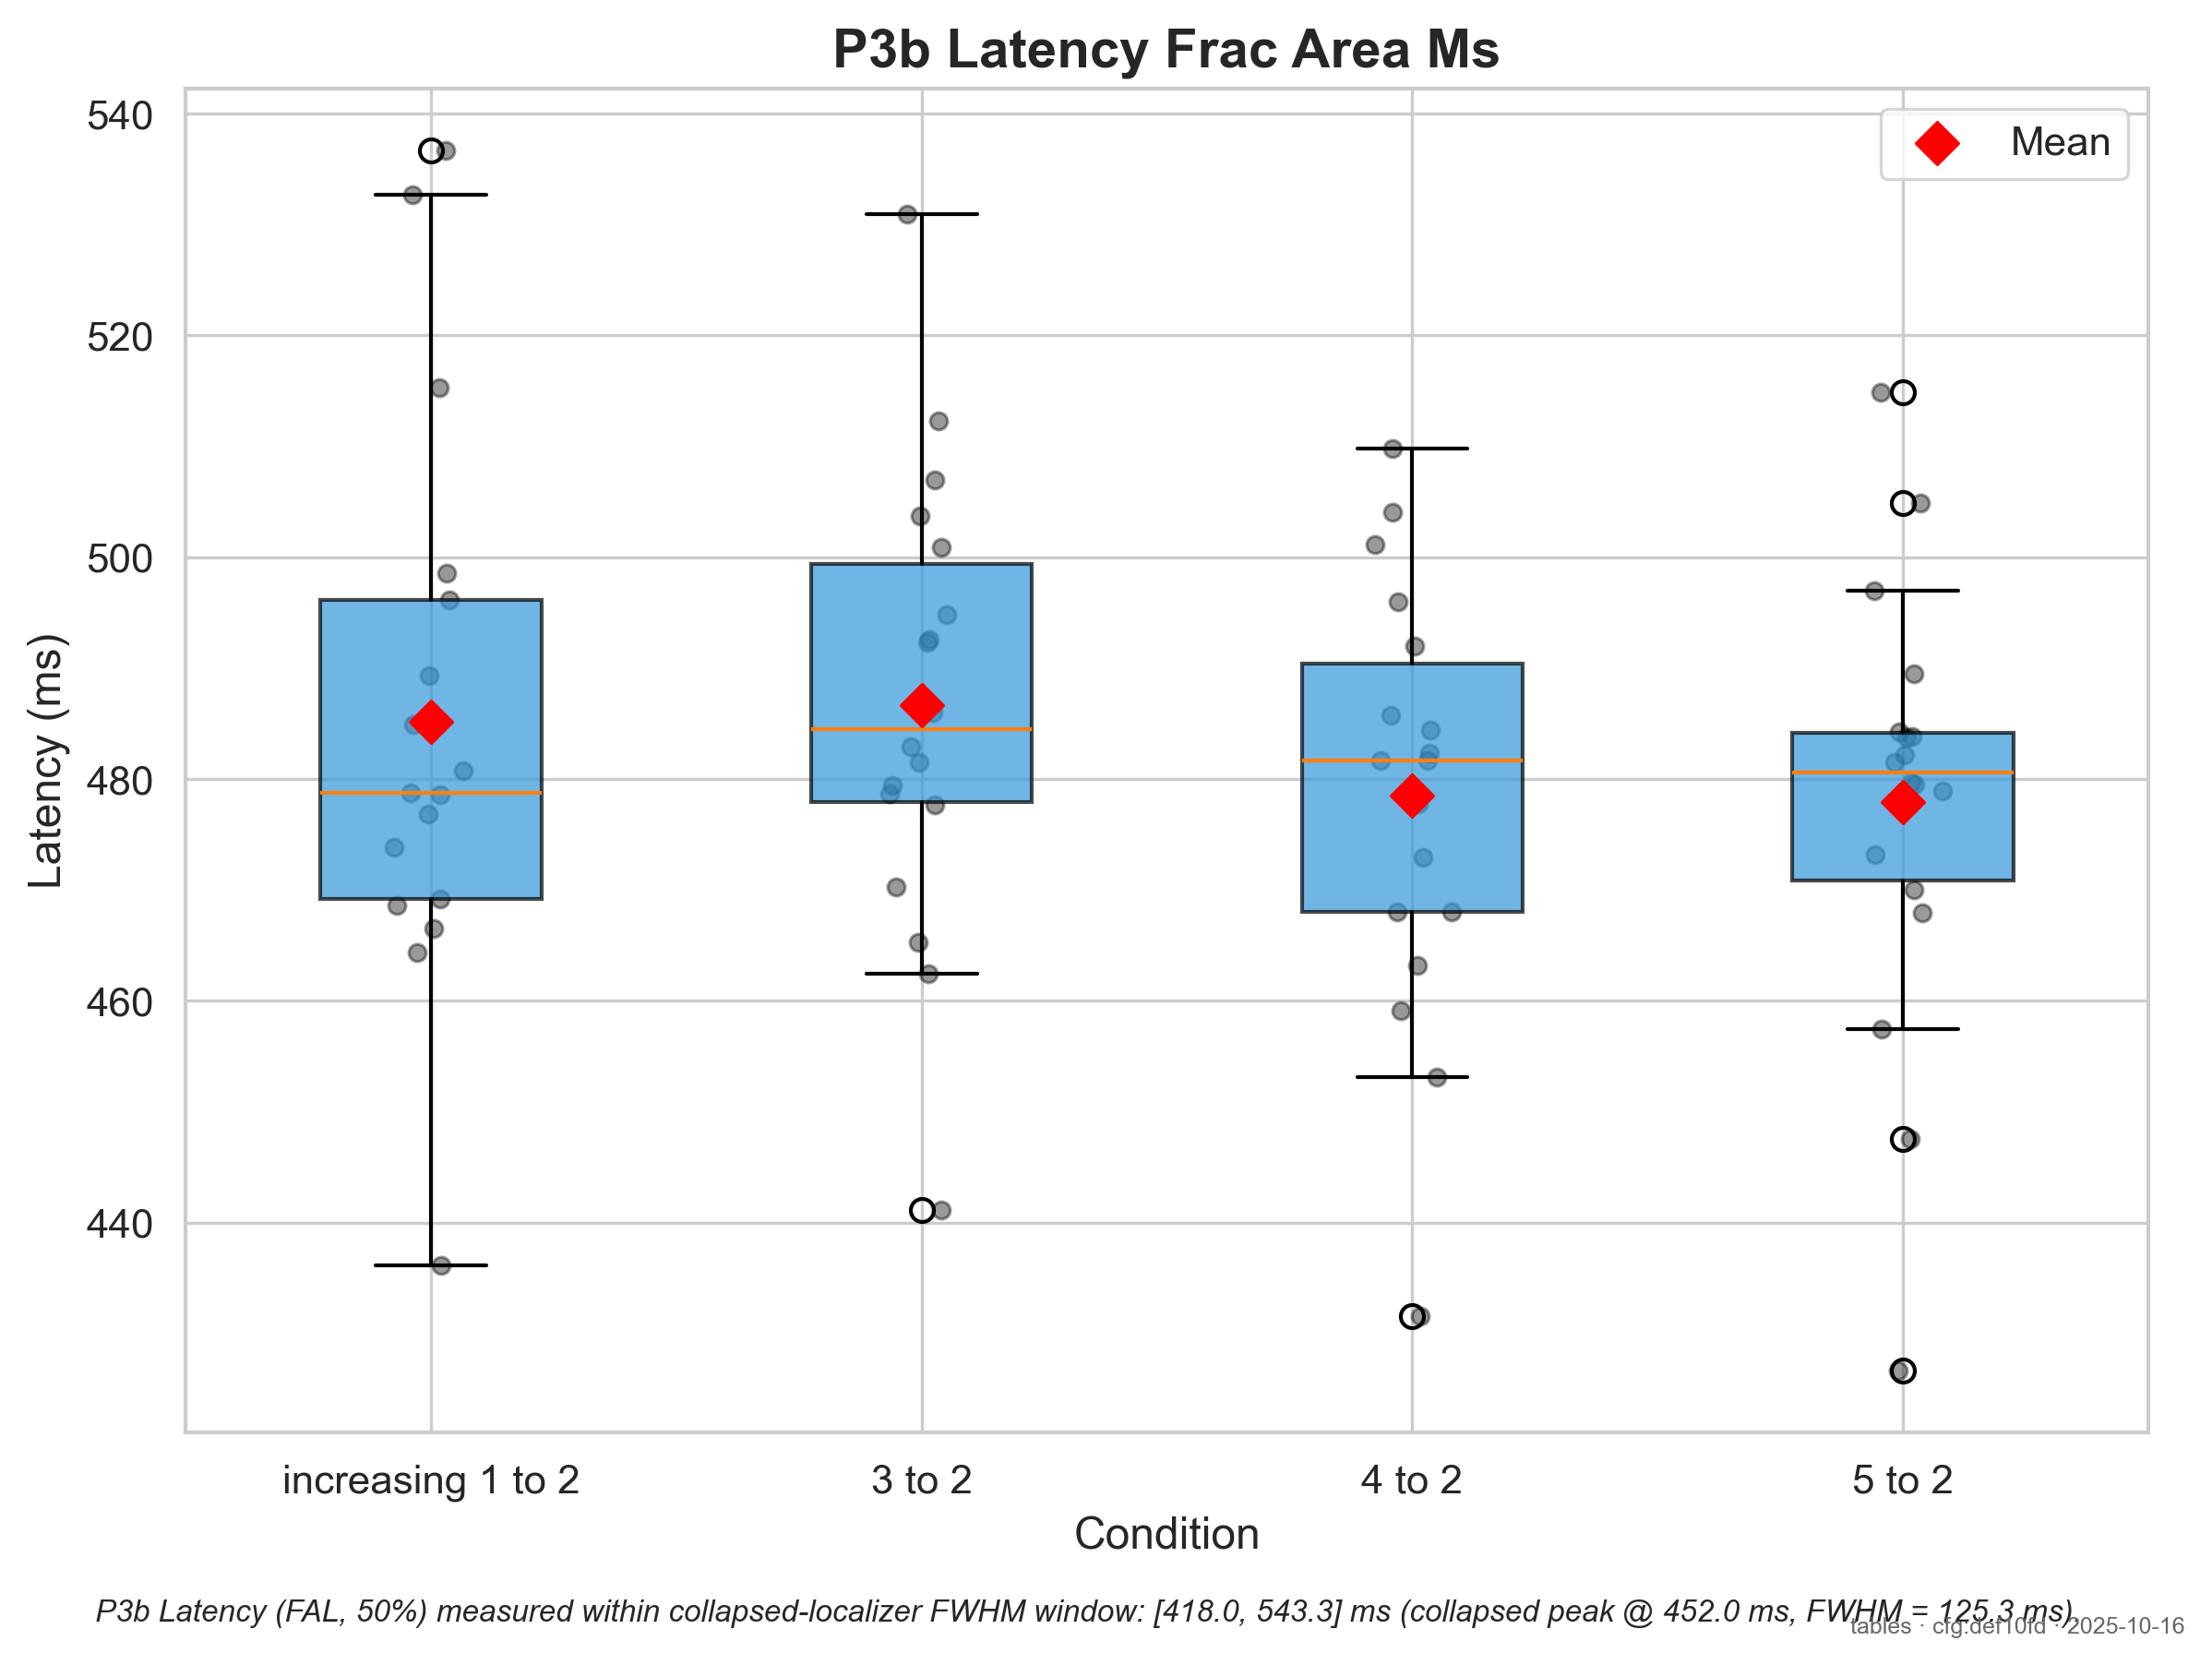 P3b Latency Frac Area Ms
Mean
540
520
500
480
460
440
Latency (ms)
increasing 1 to 2
3 to 2
4 to 2
5 to 2
Condition
P3b Latency (FAL, 50%) measured within collapsed-localizer FWHM window: [418.0, 543.3] ms (collapsed peak @ 452.0 ms, FWHM = 125.3 ms).
tables · cfg:def10fd · 2025-10-16